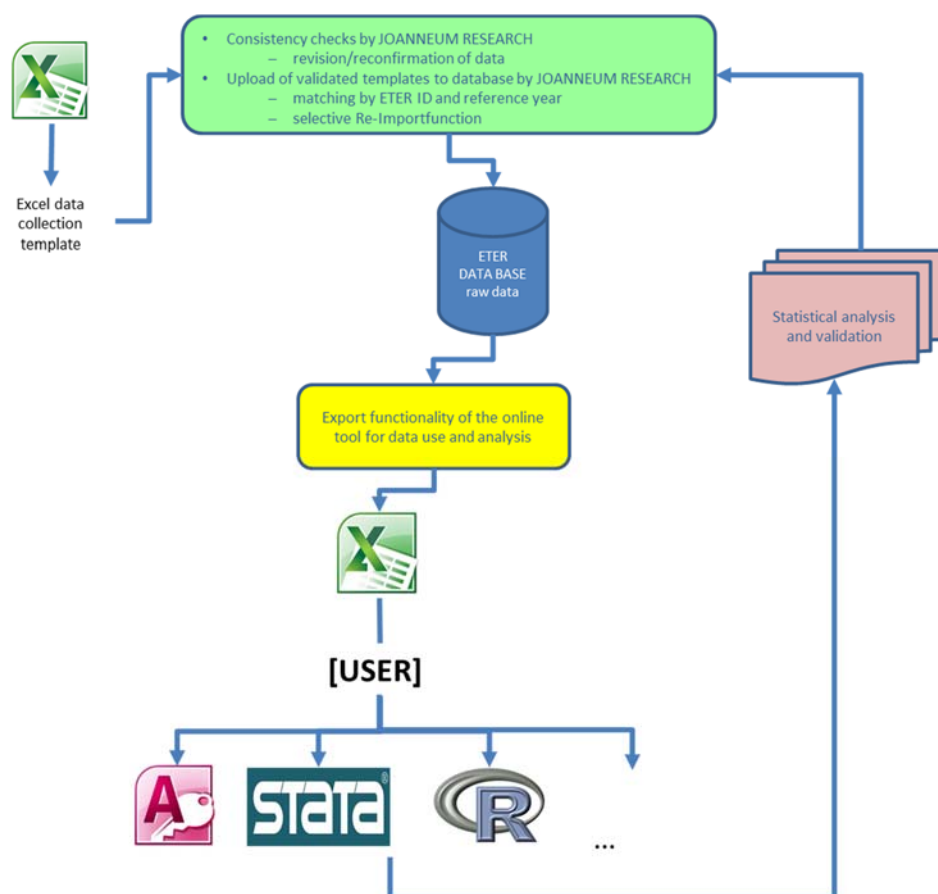 • Consistency checks by JOANNEUM RESEARCH
– revision/reconfirmation of data
• Upload of validated templates to database by JOANNEUM RESEARCH
– matching by ETER ID and reference year
– selective Re-Importfunction
X
Excel data
collection
template
ETER
DATA BASE
raw data
Statistical analysis
and validation
Export functionality of the online
tool for data use and analysis
X
[USER]
A
STATA®
R
...